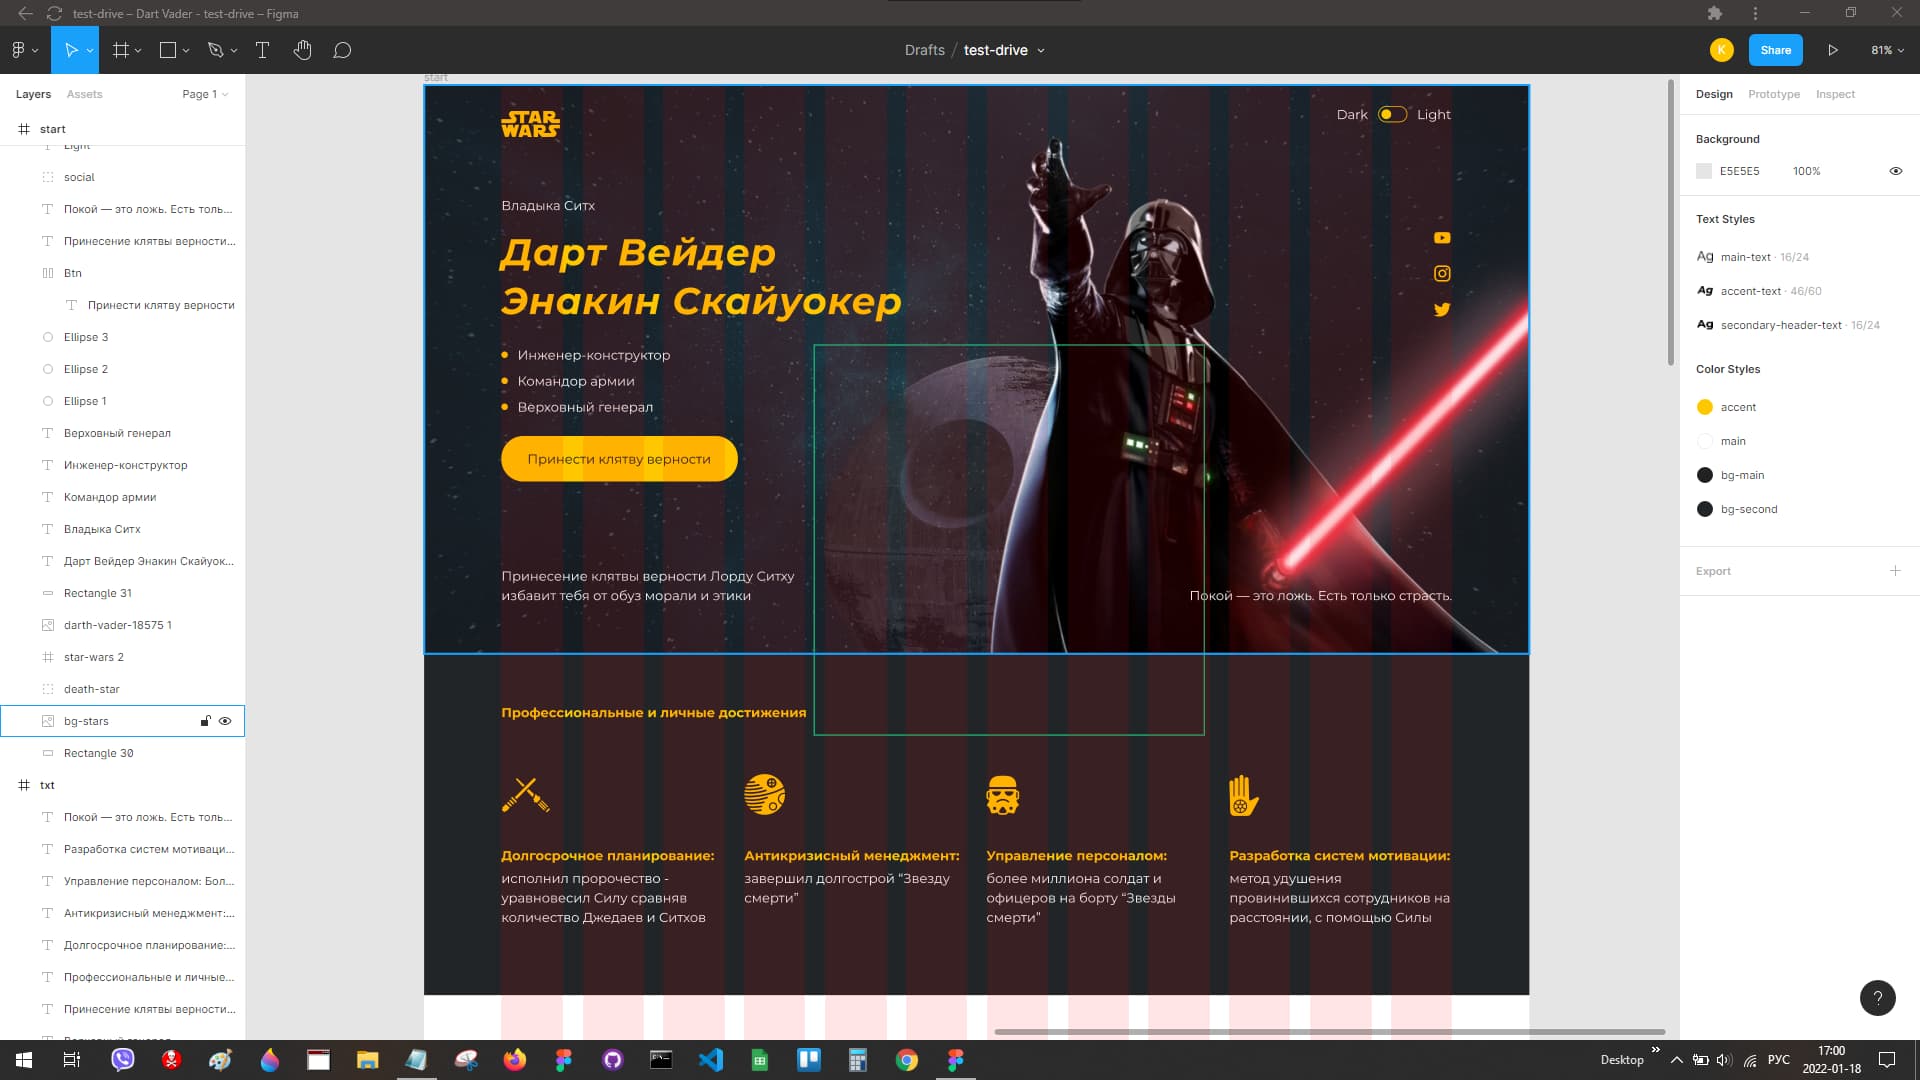 test-drive – Dart Vader - test-drive – Figma
Drafts / test-drive
K
Share
81%
Layers
Assets
Page 1
start
Light
social
Покой — это ложь. Есть толь...
Принесение клятвы верности...
Btn
Принести клятву верности
Ellipse 3
Ellipse 2
Ellipse 1
Верховный генерал
Инженер-конструктор
Командор армии
Владыка Ситх
Дарт Вейдер Энакин Скайуок...
Rectangle 31
darth-vader-18575 1
star-wars 2
death-star
bg-stars
Rectangle 30
txt
Покой — это ложь. Есть толь...
Разработка систем мотиваци...
Управление персоналом: Бол...
Антикризисный менеджмент:...
Долгосрочное планирование:...
Профессиональные и личные...
Принесение клятвы верности...
start
STAR
WARS
Dark
Light
Владыка Ситх
Дарт Вейдер
Энакин Скайуокер
Инженер-конструктор
Командор армии
Верховный генерал
Принести клятву верности
Принесение клятвы верности Лорду Ситху
избавит тебя от обуз морали и этики
Покой — это ложь. Есть только страсть.
Профессиональные и личные достижения
Долгосрочное планирование:
исполнил пророчество -
уравновесил Силу сравняв
количество Джедаев и Ситхов
Антикризисный менеджмент:
завершил долгострой "Звезду
смерти"
Управление персоналом:
более миллиона солдат и
офицеров на борту "Звезды
смерти"
Разработка систем мотивации:
метод удушения
провинившихся сотрудников на
расстоянии, с помощью Силы
Design
Prototype
Inspect
Background
E5E5E5
100%
Text Styles
Ag main-text · 16/24
Ag accent-text · 46/60
Ag secondary-header-text · 16/24
Color Styles
accent
main
bg-main
bg-second
Export
?
Desktop
РУС
17:00
2022-01-18